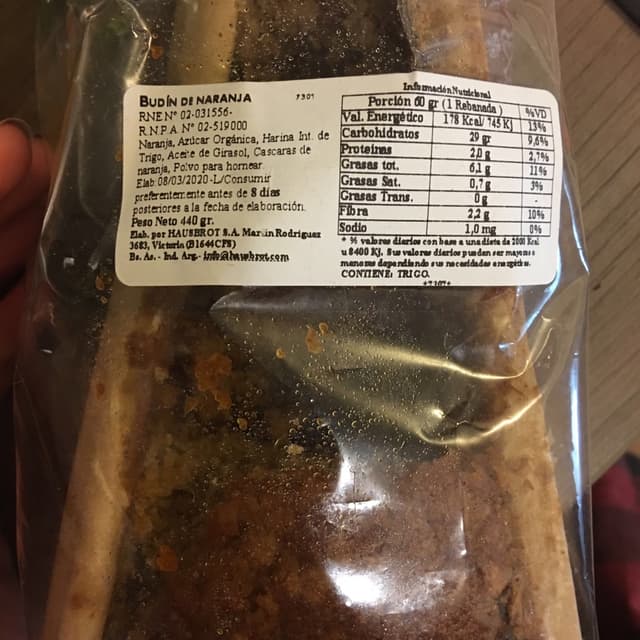 BUDÍN DE NARANJA 7301
RNE Nº 02-031556-
R.N.P.A. Nº 02-519000
Naranja, Azúcar Orgánica, Harina Int. de
Trigo, Aceite de Girasol, Cascaras de
naranja, Polvo para hornear.
Elab 08/03/2020-L/Consumir
preferentemente antes de 8 días
posteriores a la fecha de elaboración.
Peso Neto 440 gr.
Elab. por HAUSBROT S.A. Martín Rodriguez
3683, Victoria (B1644CFB)
Bs. As. - Ind. Arg.- info@hausbrot.com
Información Nutricional
Porción 60 gr (1 Rebanada) %VD
Val. Energético 178 Kcal/ 745 KJ 13%
Carbohidratos 29 gr 9,6%
Proteínas 2,0 g 2,7%
Grasas tot. 6,1 g 11%
Grasas Sat. 0,7 g 3%
Grasas Trans. 0 g -
Fibra 2,2 g 10%
Sodio 1,0 mg 0%
* % valores diarios con base a una dieta de 2000 Kcal
u 8400 KJ. Sus valores diarios pueden ser mayores o
menores dependiendo sus necesidades energéticas.
CONTIENE: TRIGO.
*7307*